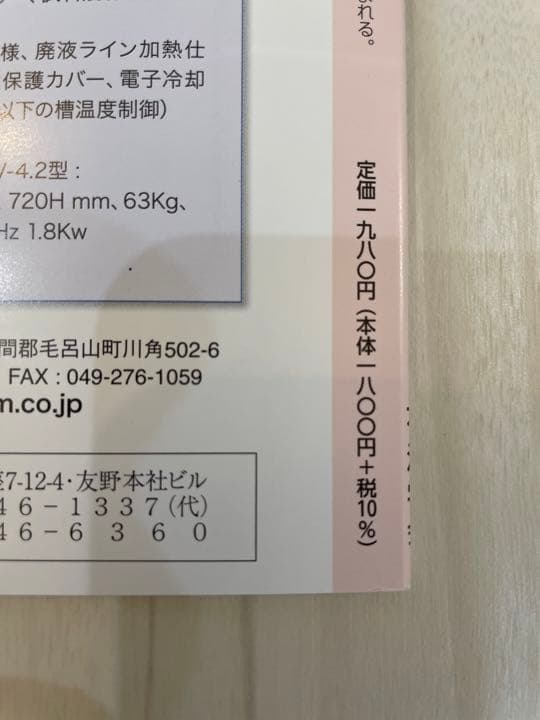 様、廃液ライン加熱仕
保護カバー、電子冷却
以下の槽温度制御）
-4.2型：
720H mm、63Kg、
Hz 1.8Kw
間郡毛呂山町川角502-6
FAX : 049-276-1059
m.co.jp
7-12-4・友野本社ビル
46-1337(代)
46-6360
まれる。
定価一九八〇円（本体一八〇〇円＋税10%）